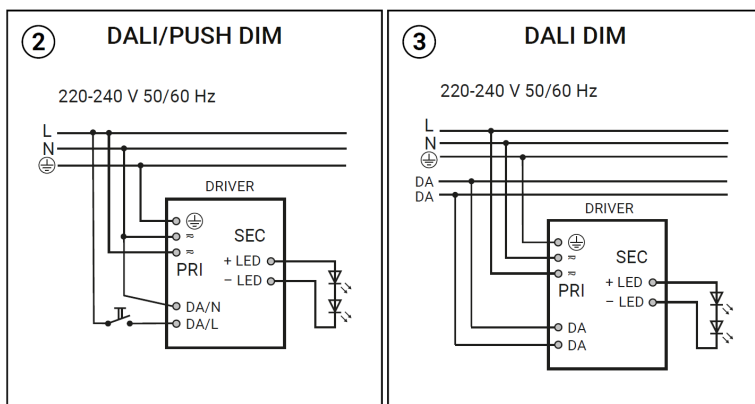 2
DALI/PUSH DIM
220-240 V 50/60 Hz
L
N
DRIVER
SEC
+ LED
PRI
− LED
DA/N
DA/L
3
DALI DIM
220-240 V 50/60 Hz
L
N
DA
DA
DRIVER
SEC
+ LED
PRI
− LED
DA
DA